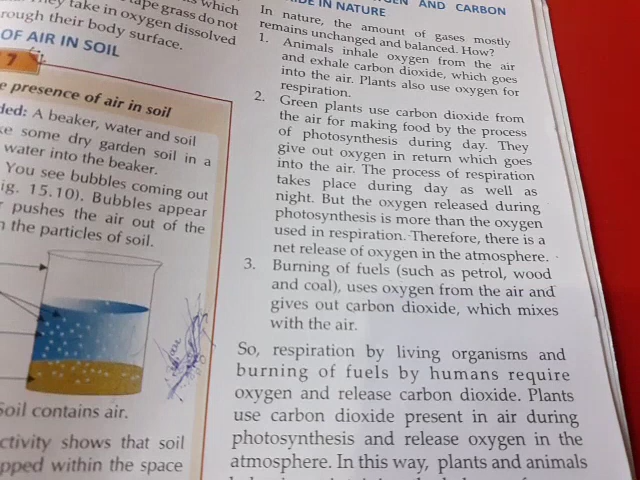 ns which
They take in oxygen dissolved
tape grass do not
rough their body surface.
OF AIR IN SOIL
7
e presence of air in soil
ded: A beaker, water and soil
ke some dry garden soil in a
water into the beaker.
You see bubbles coming out
ig. 15.10). Bubbles appear
r pushes the air out of the
n the particles of soil.
Soil contains air.
ctivity shows that soil
pped within the space
GEN AND CARBON
DE IN NATURE
In nature, the amount of gases mostly
remains unchanged and balanced. How?
1. Animals inhale oxygen from the air
and exhale carbon dioxide, which goes
into the air. Plants also use oxygen for
respiration.
2. Green plants use carbon dioxide from
the air for making food by the process
of photosynthesis during day. They
give out oxygen in return which goes
into the air. The process of respiration
takes place during day as well as
night. But the oxygen released during
photosynthesis is more than the oxygen
used in respiration. Therefore, there is a
net release of oxygen in the atmosphere.
3. Burning of fuels (such as petrol, wood
and coal), uses oxygen from the air and
gives out carbon dioxide, which mixes
with the air.
So, respiration by living organisms and
burning of fuels by humans require
oxygen and release carbon dioxide. Plants
use carbon dioxide present in air during
photosynthesis and release oxygen in the
atmosphere. In this way, plants and animals